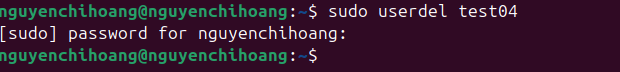 nguyenchihoang@nguyenchihoang:~$ sudo userdel test04
[sudo] password for nguyenchihoang:
nguyenchihoang@nguyenchihoang:~$